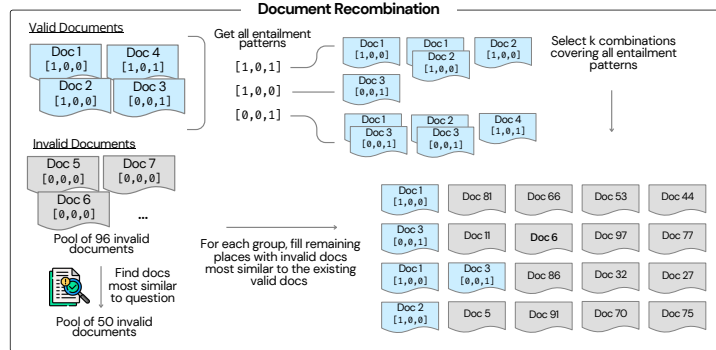 Document Recombination
Valid Documents
Doc 1
[1,0,0]
Doc 4
[1,0,1]
Doc 2
[1,0,0]
Doc 3
[0,0,1]
Get all entailment
patterns
[1,0,1]
[1,0,0]
[0,0,1]
Doc 1
[1,0,0]
Doc 1
Doc 2
[1,0,0]
Doc 2
[1,0,0]
Doc 3
[0,0,1]
Doc 1
Doc 3
[0,0,1]
Doc 2
Doc 3
[0,0,1]
Doc 4
[1,0,1]
Select k combinations
covering all entailment
patterns
Invalid Documents
Doc 5
[0,0,0]
Doc 7
[0,0,0]
Doc 6
[0,0,0]
...
Pool of 96 invalid
documents
Find docs
most similar
to question
Pool of 50 invalid
documents
For each group, fill remaining
places with invalid docs
most similar to the existing
valid docs
Doc 1
[1,0,0]
Doc 81
Doc 66
Doc 53
Doc 44
Doc 3
[0,0,1]
Doc 11
Doc 6
Doc 97
Doc 77
Doc 1
[1,0,0]
Doc 3
[0,0,1]
Doc 86
Doc 32
Doc 27
Doc 2
[1,0,0]
Doc 5
Doc 91
Doc 70
Doc 75